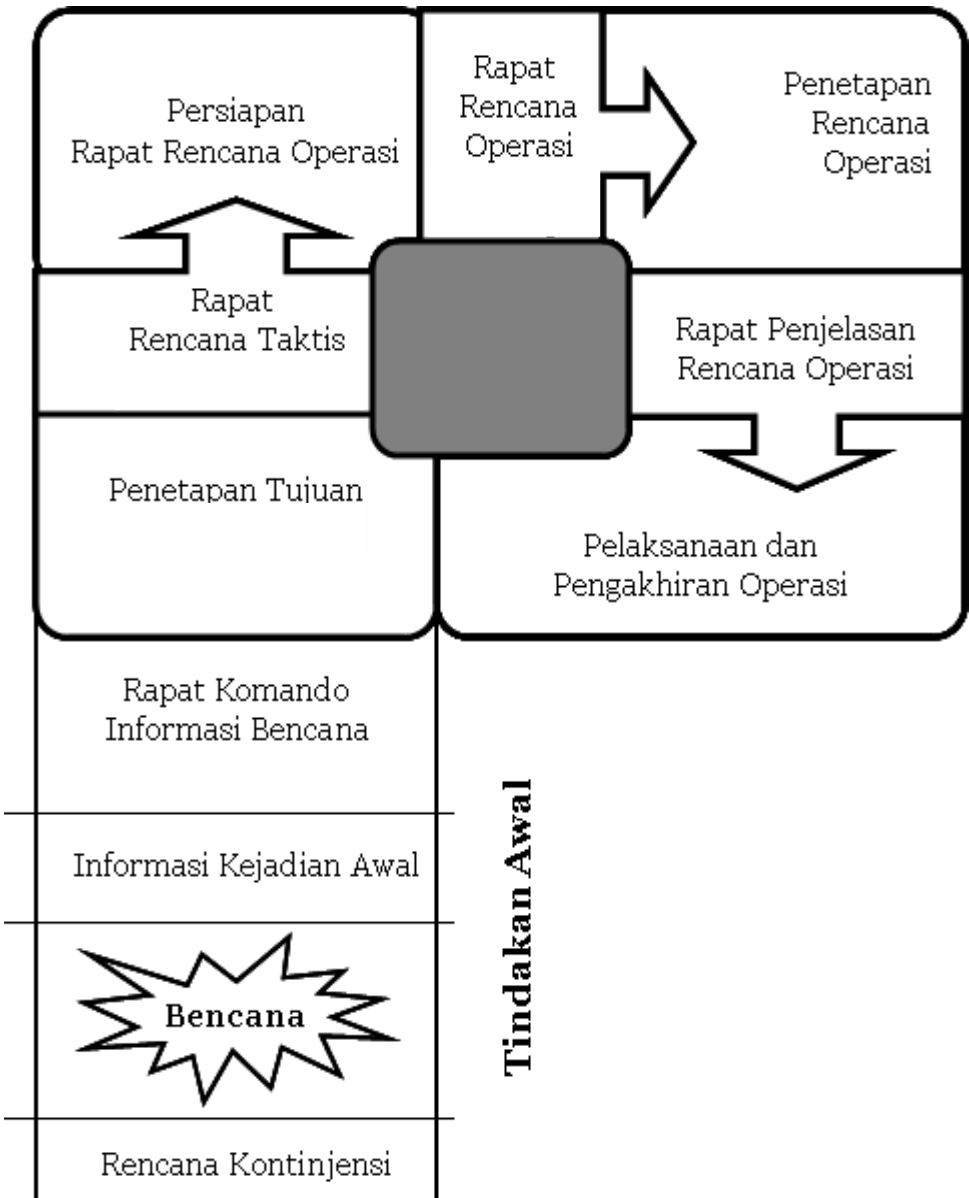 Persiapan
Rapat Rencana Operasi
Rapat
Rencana
Operasi
Penetapan
Rencana
Operasi
Rapat
Rencana Taktis
Rapat Penjelasan
Rencana Operasi
Penetapan Tujuan
Pelaksanaan dan
Pengakhiran Operasi
Rapat Komando
Informasi Bencana
Informasi Kejadian Awal
Tindakan Awal
Bencana
Rencana Kontinjensi